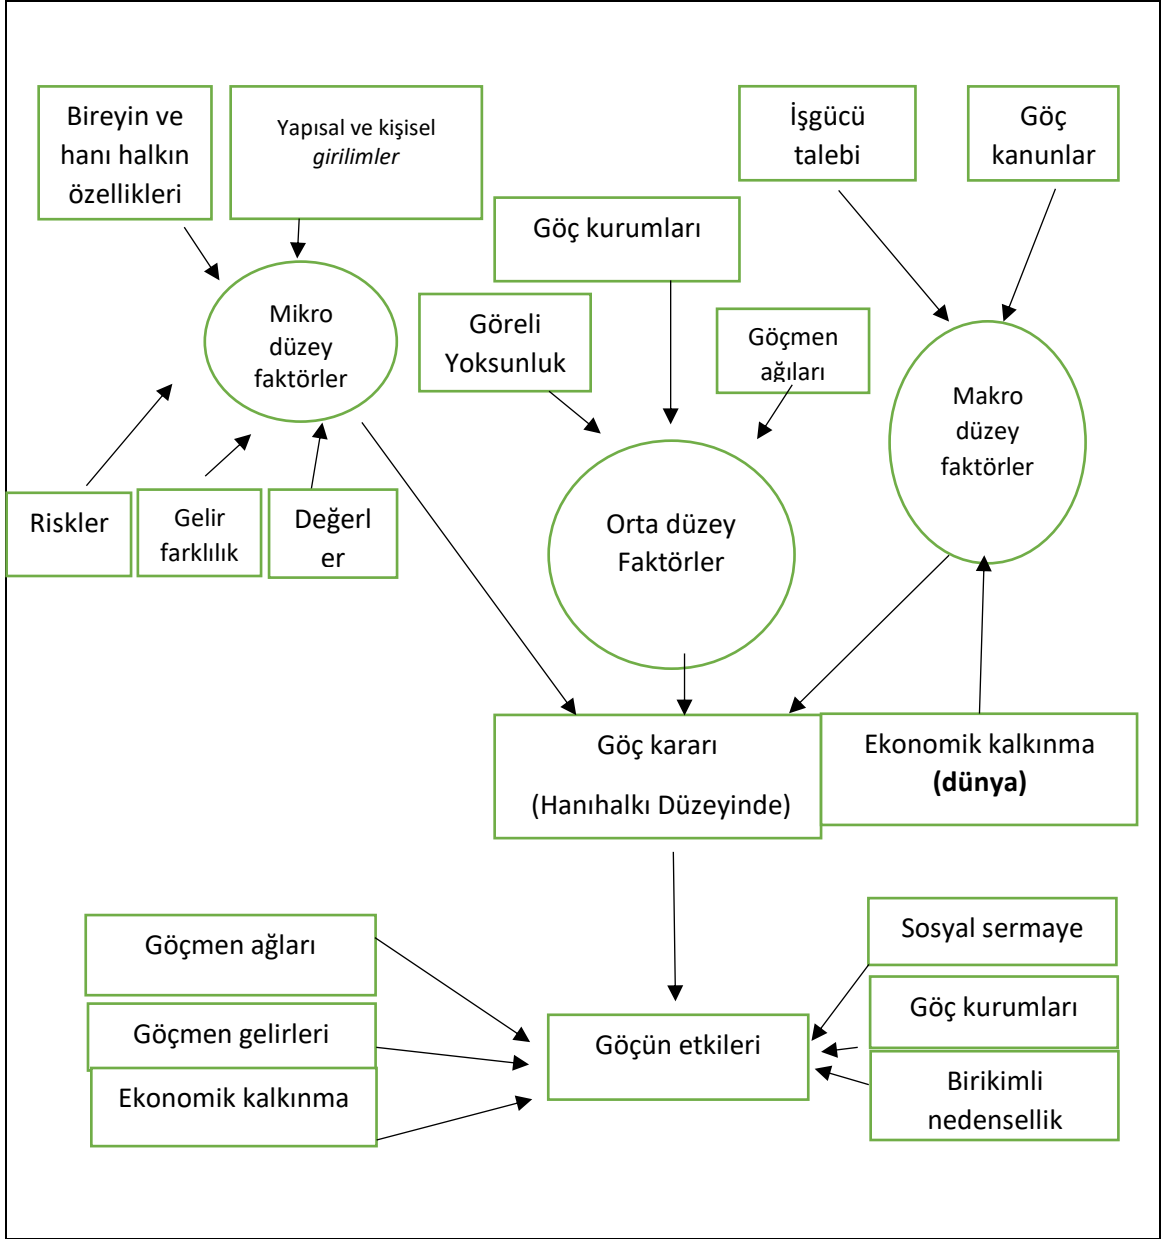 Bireyin ve
hanı halkın
özellikleri
Yapısal ve kişisel
girilimler
İşgücü
talebi
Göç
kanunlar
Göç kurumları
Mikro
düzey
faktörler
Göreli
Yoksunluk
Göçmen
ağıları
Makro
düzey
faktörler
Riskler
Gelir
farklılık
Değerl
er
Orta düzey
Faktörler
Göç kararı
(Hanıhalkı Düzeyinde)
Ekonomik kalkınma
(dünya)
Göçmen ağları
Göçmen gelirleri
Ekonomik kalkınma
Göçün etkileri
Sosyal sermaye
Göç kurumları
Birikimli
nedensellik